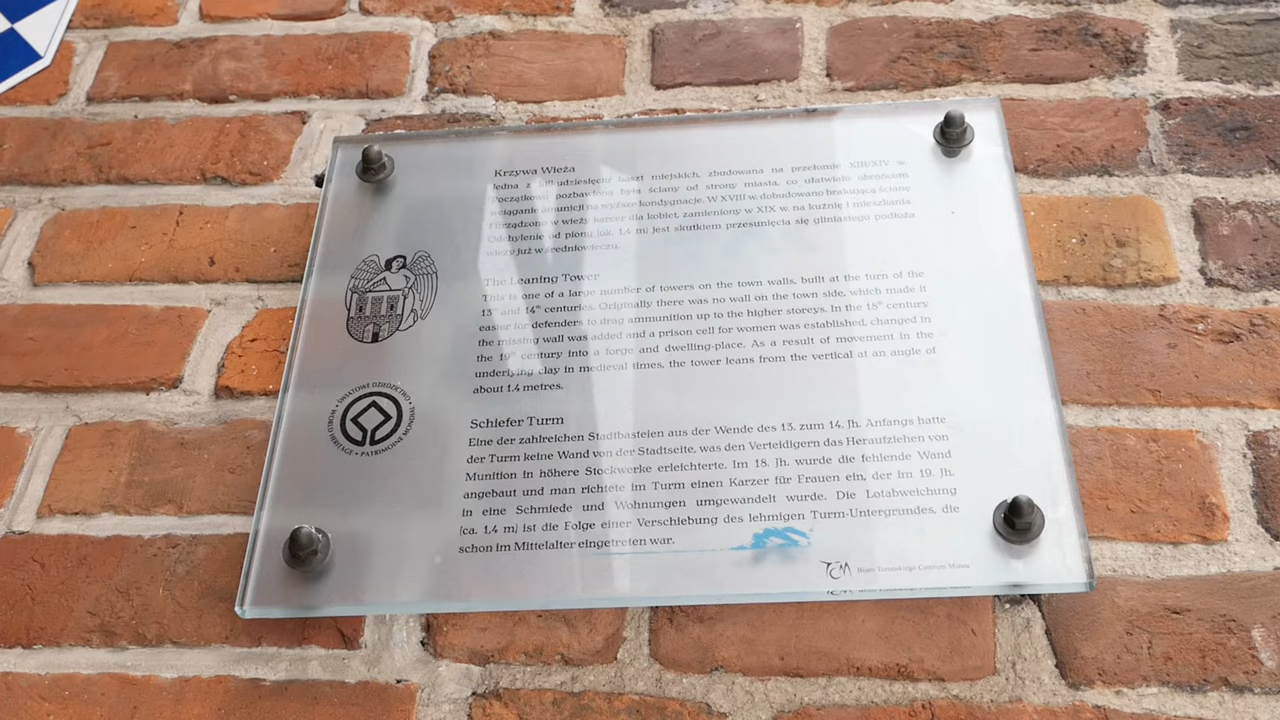 Krzywa Wieża
Jedna z kilkudziesięciu baszt miejskich, zbudowana na przełomie XIII/XIV w.
Początkowo pozbawiona była ściany od strony miasta, co ułatwiało obrońcom
wciąganie amunicji na wyższe kondygnacje. W XVIII w. dobudowano brakującą ścianę
i urządzono w wieży karcer dla kobiet, zamieniony w XIX w. na kuźnię i mieszkania.
Odchylenie od pionu (ok. 1,4 m) jest skutkiem przesunięcia się gliniastego podłoża
wieży już w średniowieczu.
The Leaning Tower
This is one of a large number of towers on the town walls, built at the turn of the
13th and 14th centuries. Originally there was no wall on the town side, which made it
easier for defenders to drag ammunition up to the higher storeys. In the 18th century
the missing wall was added and a prison cell for women was established, changed in
the 19th century into a forge and dwelling-place. As a result of movement in the
underlying clay in medieval times, the tower leans from the vertical at an angle of
about 1.4 metres.
ŚWIATOWE DZIEDZICTWO • WORLD HERITAGE • PATRIMOINE MONDIAL •
Schiefer Turm
Eine der zahlreichen Stadtbasteien aus der Wende des 13. zum 14. Jh. Anfangs hatte
der Turm keine Wand von der Stadtseite, was den Verteidigern das Heraufziehen von
Munition in höhere Stockwerke erleichterte. Im 18. Jh. wurde die fehlende Wand
angebaut und man richtete im Turm einen Karzer für Frauen ein, der im 19. Jh.
in eine Schmiede und Wohnungen umgewandelt wurde. Die Lotabweichung
(ca. 1,4 m) ist die Folge einer Verschiebung des lehmigen Turm-Untergrundes, die
schon im Mittelalter eingetreten war.
TCM Biuro Toruńskiego Centrum Miasta